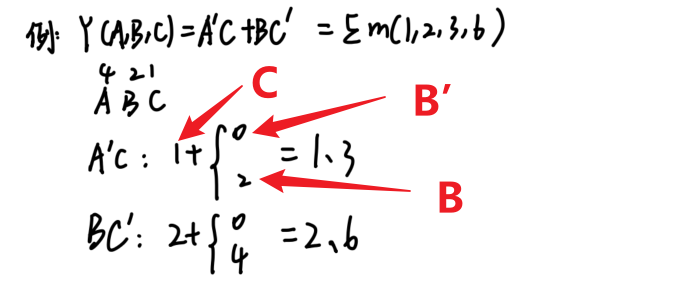 例: Y(A,B,C)=A'C+BC' =Σm(1,2,3,6)
4 2 1
A B C
C
B'
A'C: 1+{0 2 =1、3
B
BC': 2+{0 4 =2、6